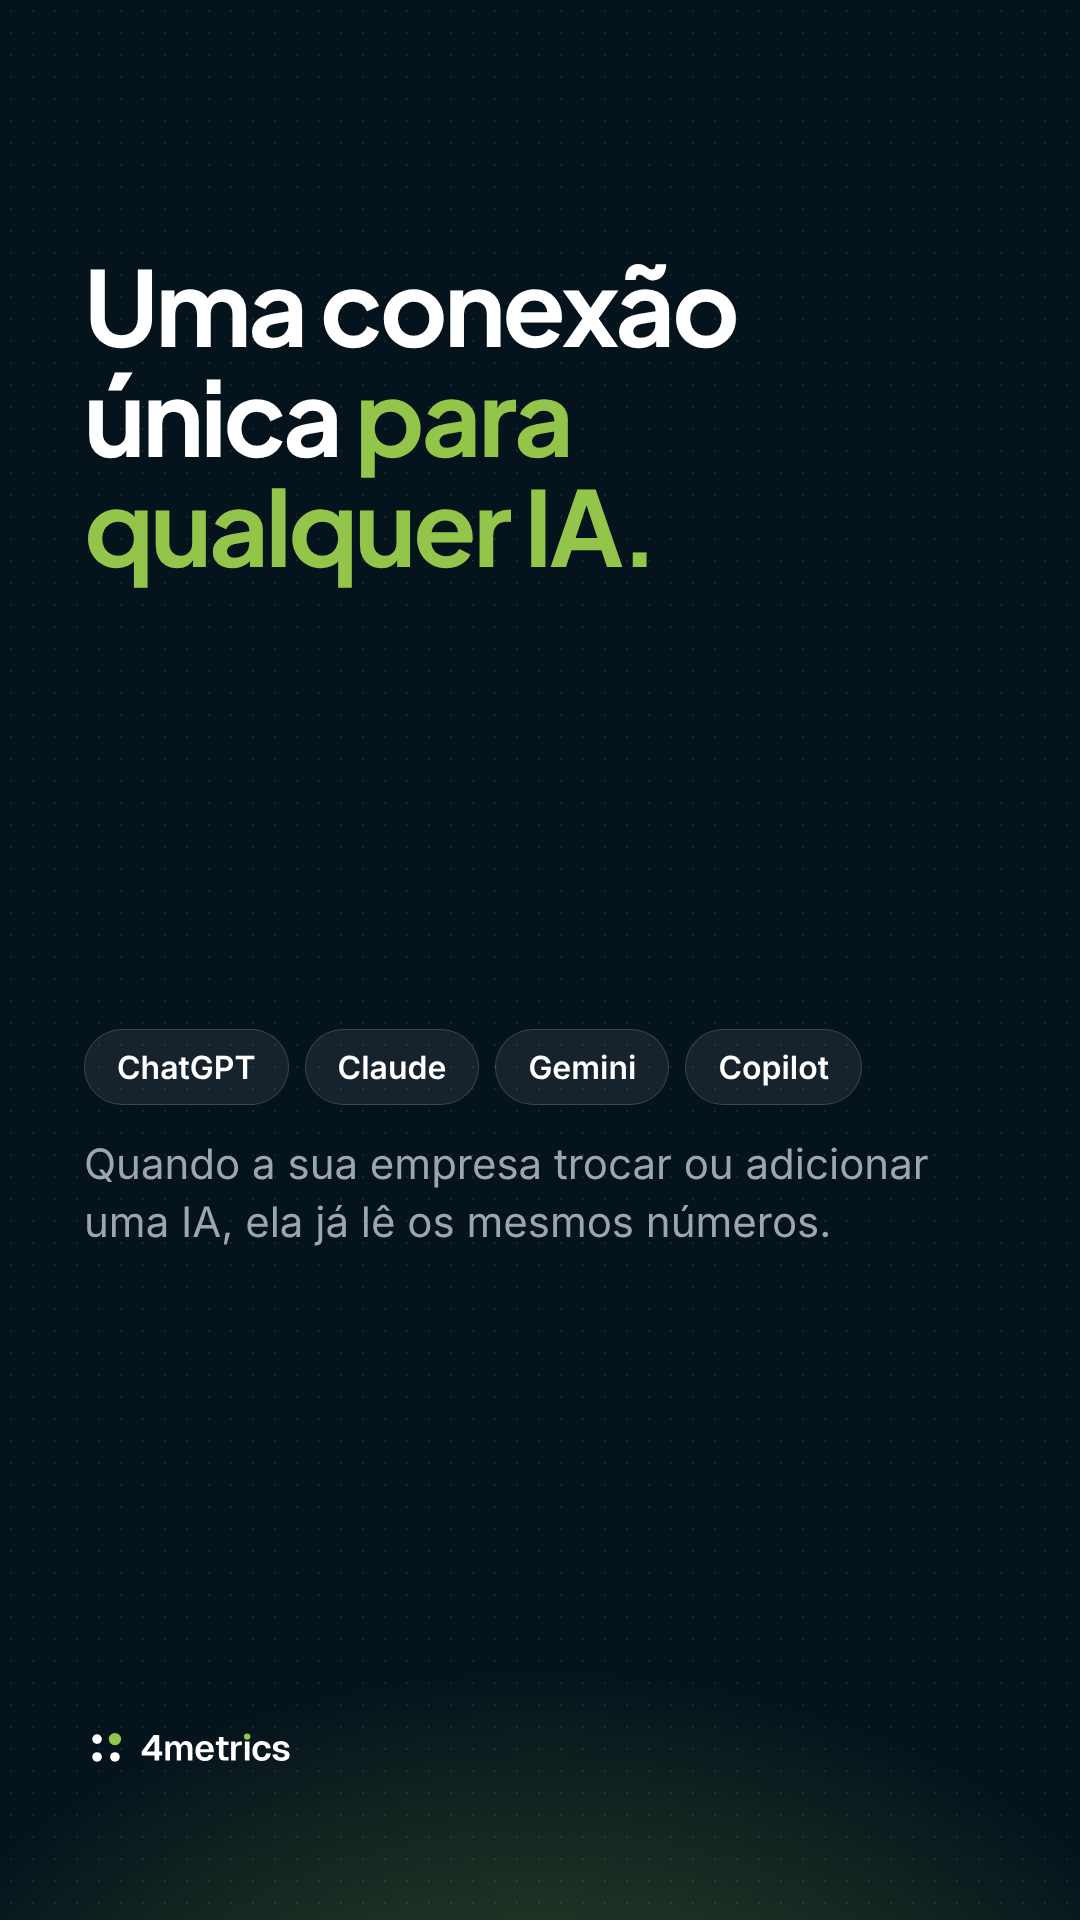 Uma conexão
única para
qualquer IA.
ChatGPT Claude Gemini Copilot
Quando a sua empresa trocar ou adicionar
uma IA, ela já lê os mesmos números.
4metrics